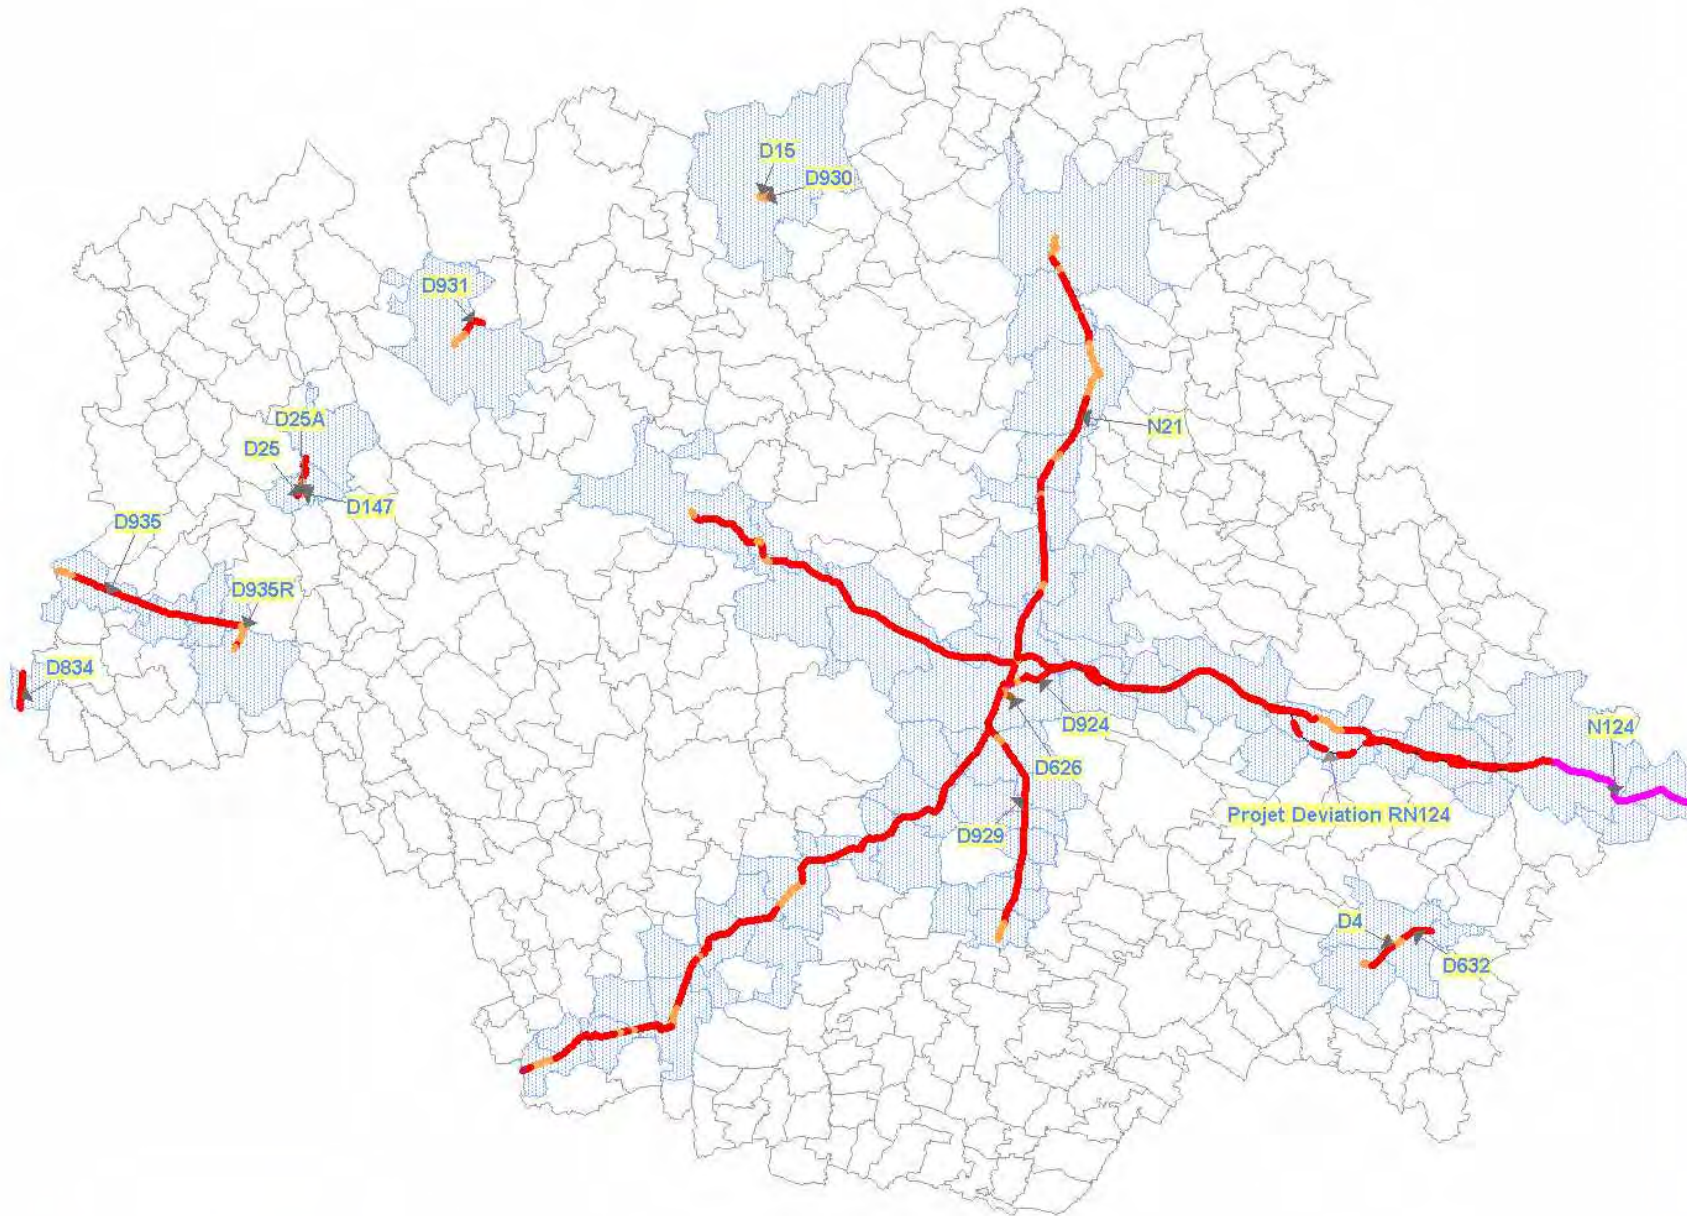 D15
D930
D931
D25A
N21
D25
D147
D935
D935R
D834
D924
N124
D626
Projet Deviation RN124
D929
D4
D632